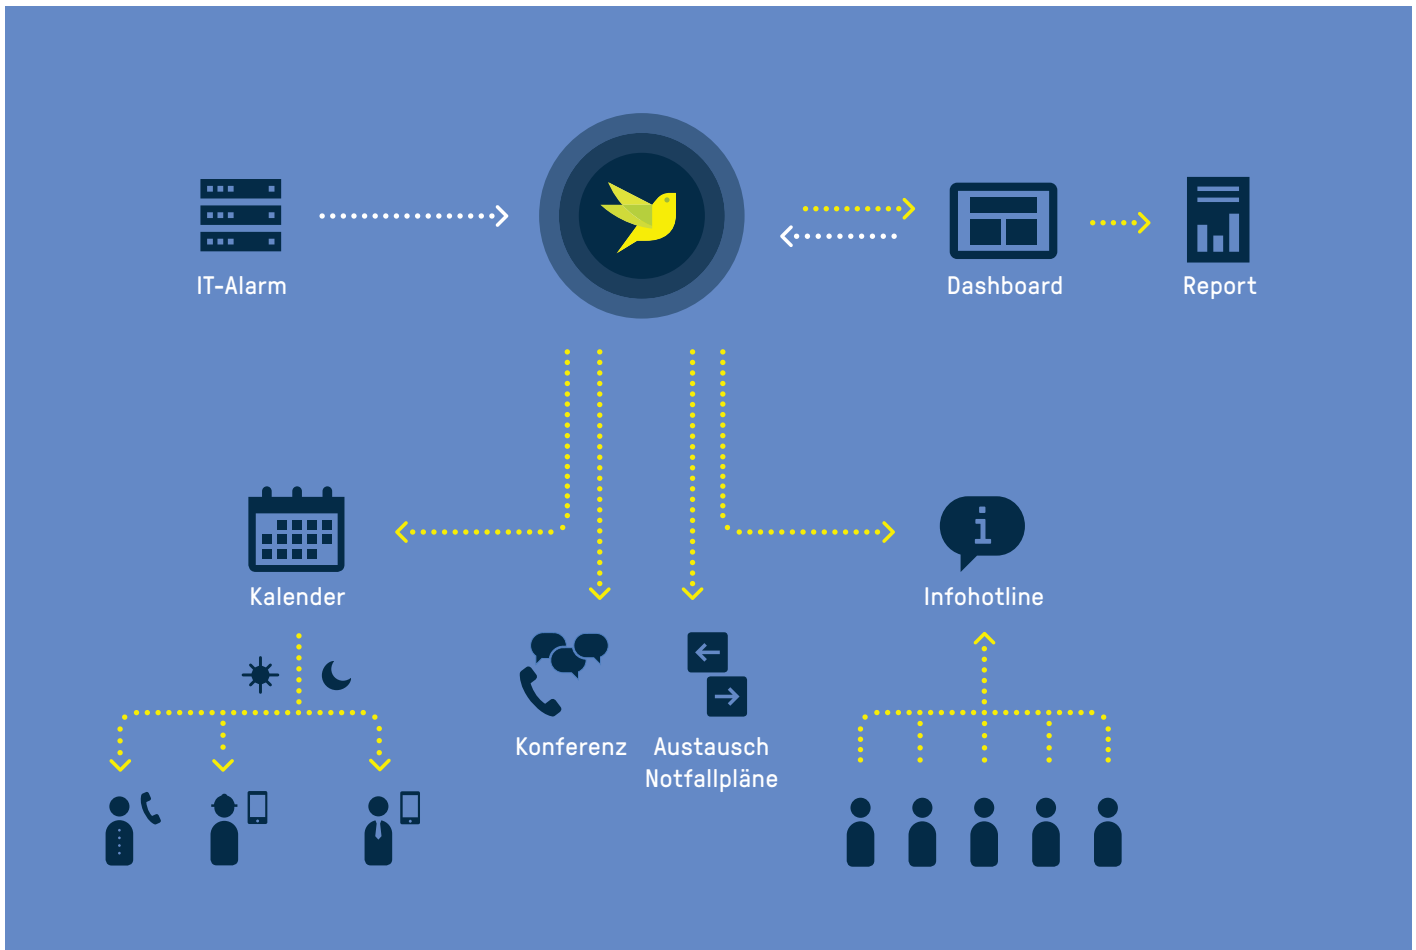 IT-Alarm
Dashboard
Report
Kalender
Infohotline
Konferenz
Austausch
Notfallpläne